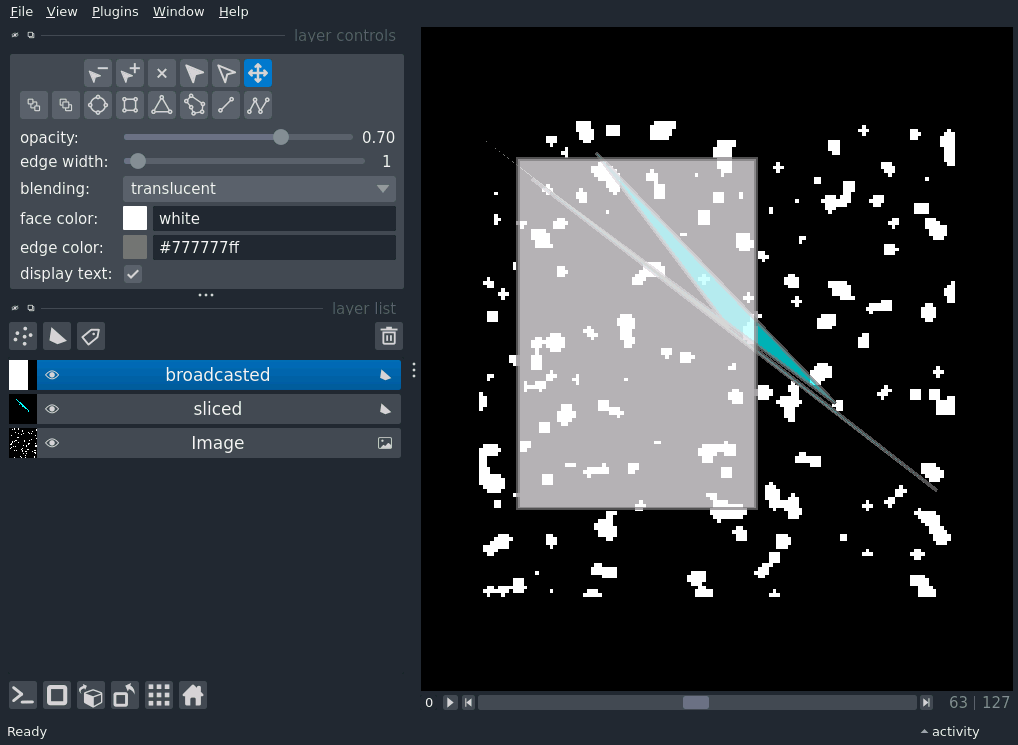 File View Plugins Window Help
layer controls
opacity: 0.70
edge width: 1
blending: translucent
face color: white
edge color: #777777ff
display text:
layer list
broadcasted
sliced
Image
0 63 | 127
Ready activity